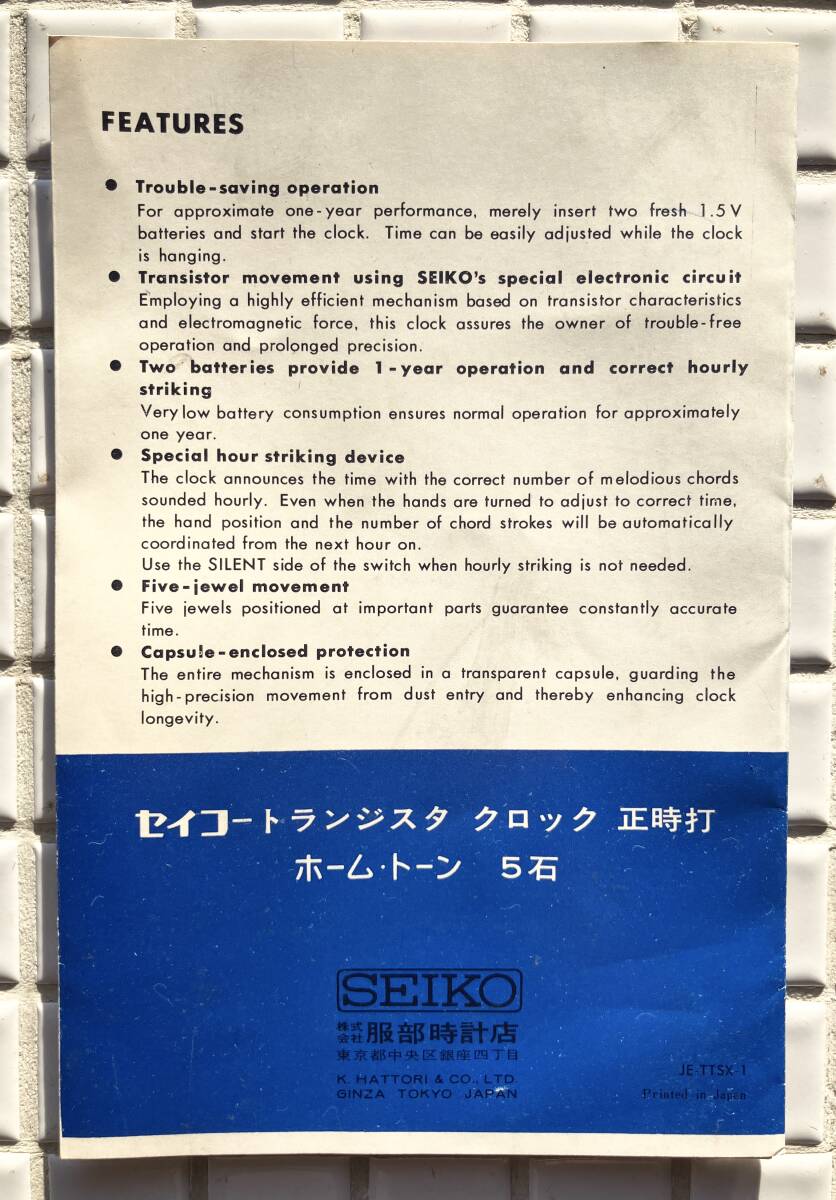 FEATURES
● Trouble-saving operation
For approximate one-year performance, merely insert two fresh 1.5V
batteries and start the clock. Time can be easily adjusted while the clock
is hanging.
● Transistor movement using SEIKO's special electronic circuit
Employing a highly efficient mechanism based on transistor characteristics
and electromagnetic force, this clock assures the owner of trouble-free
operation and prolonged precision.
● Two batteries provide 1-year operation and correct hourly
striking
Very low battery consumption ensures normal operation for approximately
one year.
● Special hour striking device
The clock announces the time with the correct number of melodious chords
sounded hourly. Even when the hands are turned to adjust to correct time,
the hand position and the number of chord strokes will be automatically
coordinated from the next hour on.
Use the SILENT side of the switch when hourly striking is not needed.
● Five-jewel movement
Five jewels positioned at important parts guarantee constantly accurate
time.
● Capsule-enclosed protection
The entire mechanism is enclosed in a transparent capsule, guarding the
high-precision movement from dust entry and thereby enhancing clock
longevity.
セイコートランジスタ クロック 正時打
ホーム・トーン 5石
SEIKO
株式会社 服部時計店
東京都中央区銀座四丁目
K. HATTORI & CO., LTD.
GINZA TOKYO JAPAN
JE-TTSX-1
Printed in Japan